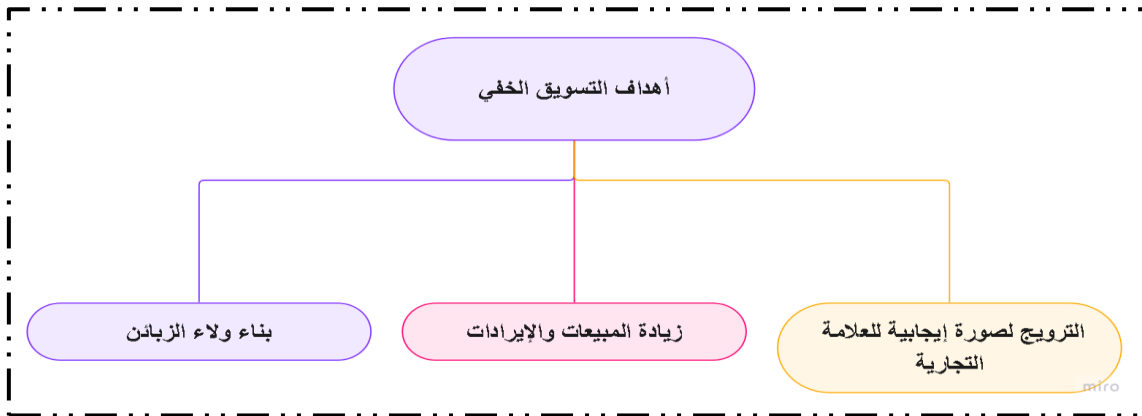 أهداف التسويق الخفي
الترويج لصورة إيجابية للعلامة
التجارية
زيادة المبيعات والإيرادات
بناء ولاء الزبائن
miro